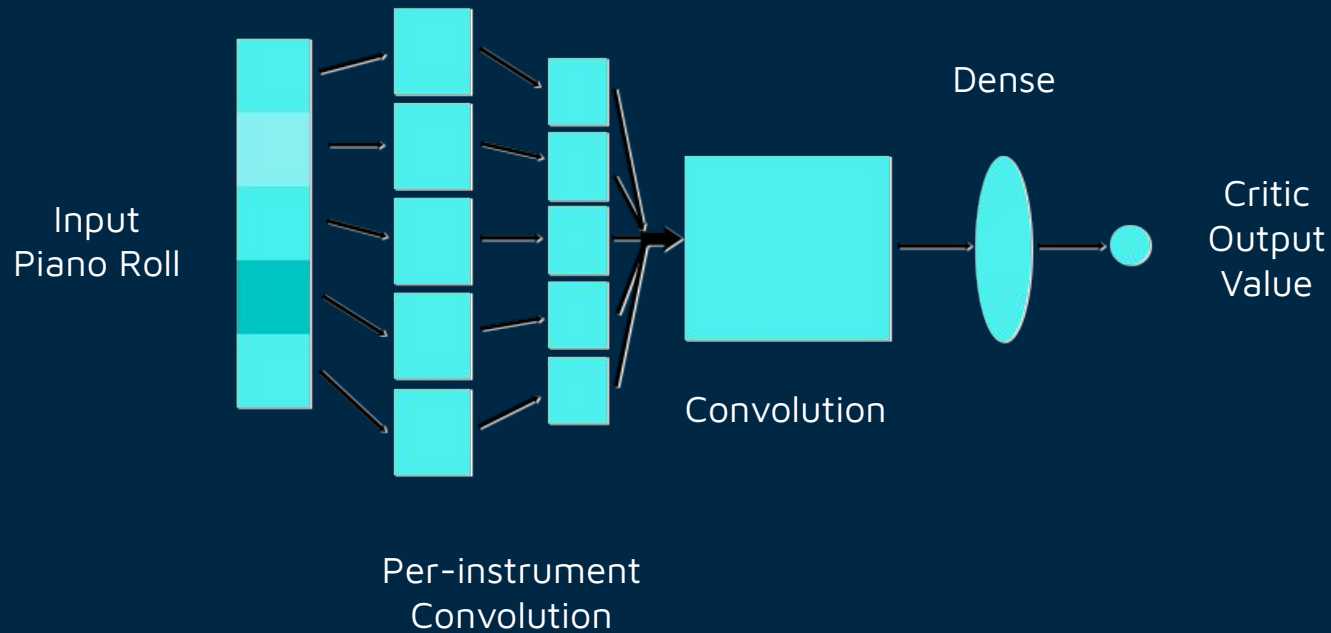 Input
Piano Roll
Per-instrument
Convolution
Convolution
Dense
Critic
Output
Value